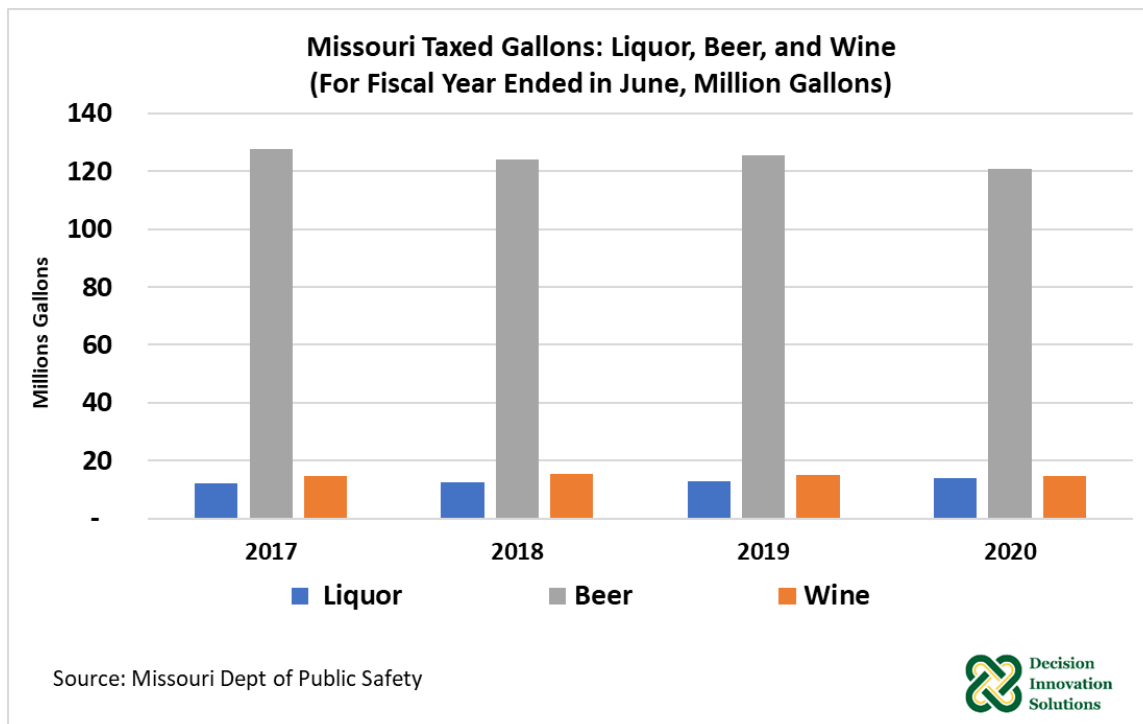 Missouri Taxed Gallons: Liquor, Beer, and Wine
(For Fiscal Year Ended in June, Million Gallons)
Millions Gallons
140
120
100
80
60
40
20
-
2017 2018 2019 2020
Liquor Beer Wine
Source: Missouri Dept of Public Safety
Decision
Innovation
Solutions